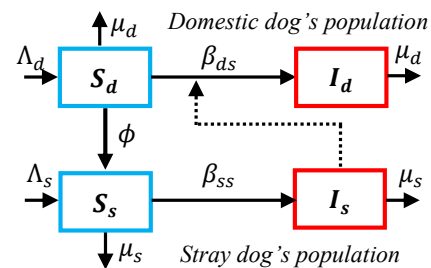 μ_d Domestic dog's population
Λ_d S_d β_ds I_d μ_d
ϕ
Λ_s S_s β_ss I_s μ_s
μ_s Stray dog's population